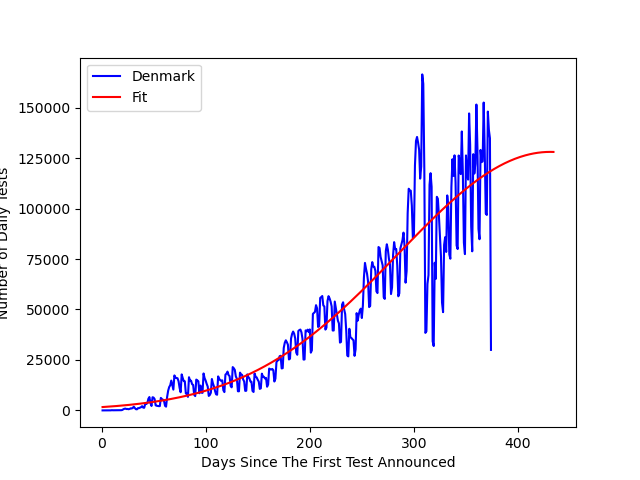 Denmark
Fit
150000
125000
100000
75000
50000
25000
0
Number of Daily Tests
0 100 200 300 400
Days Since The First Test Announced